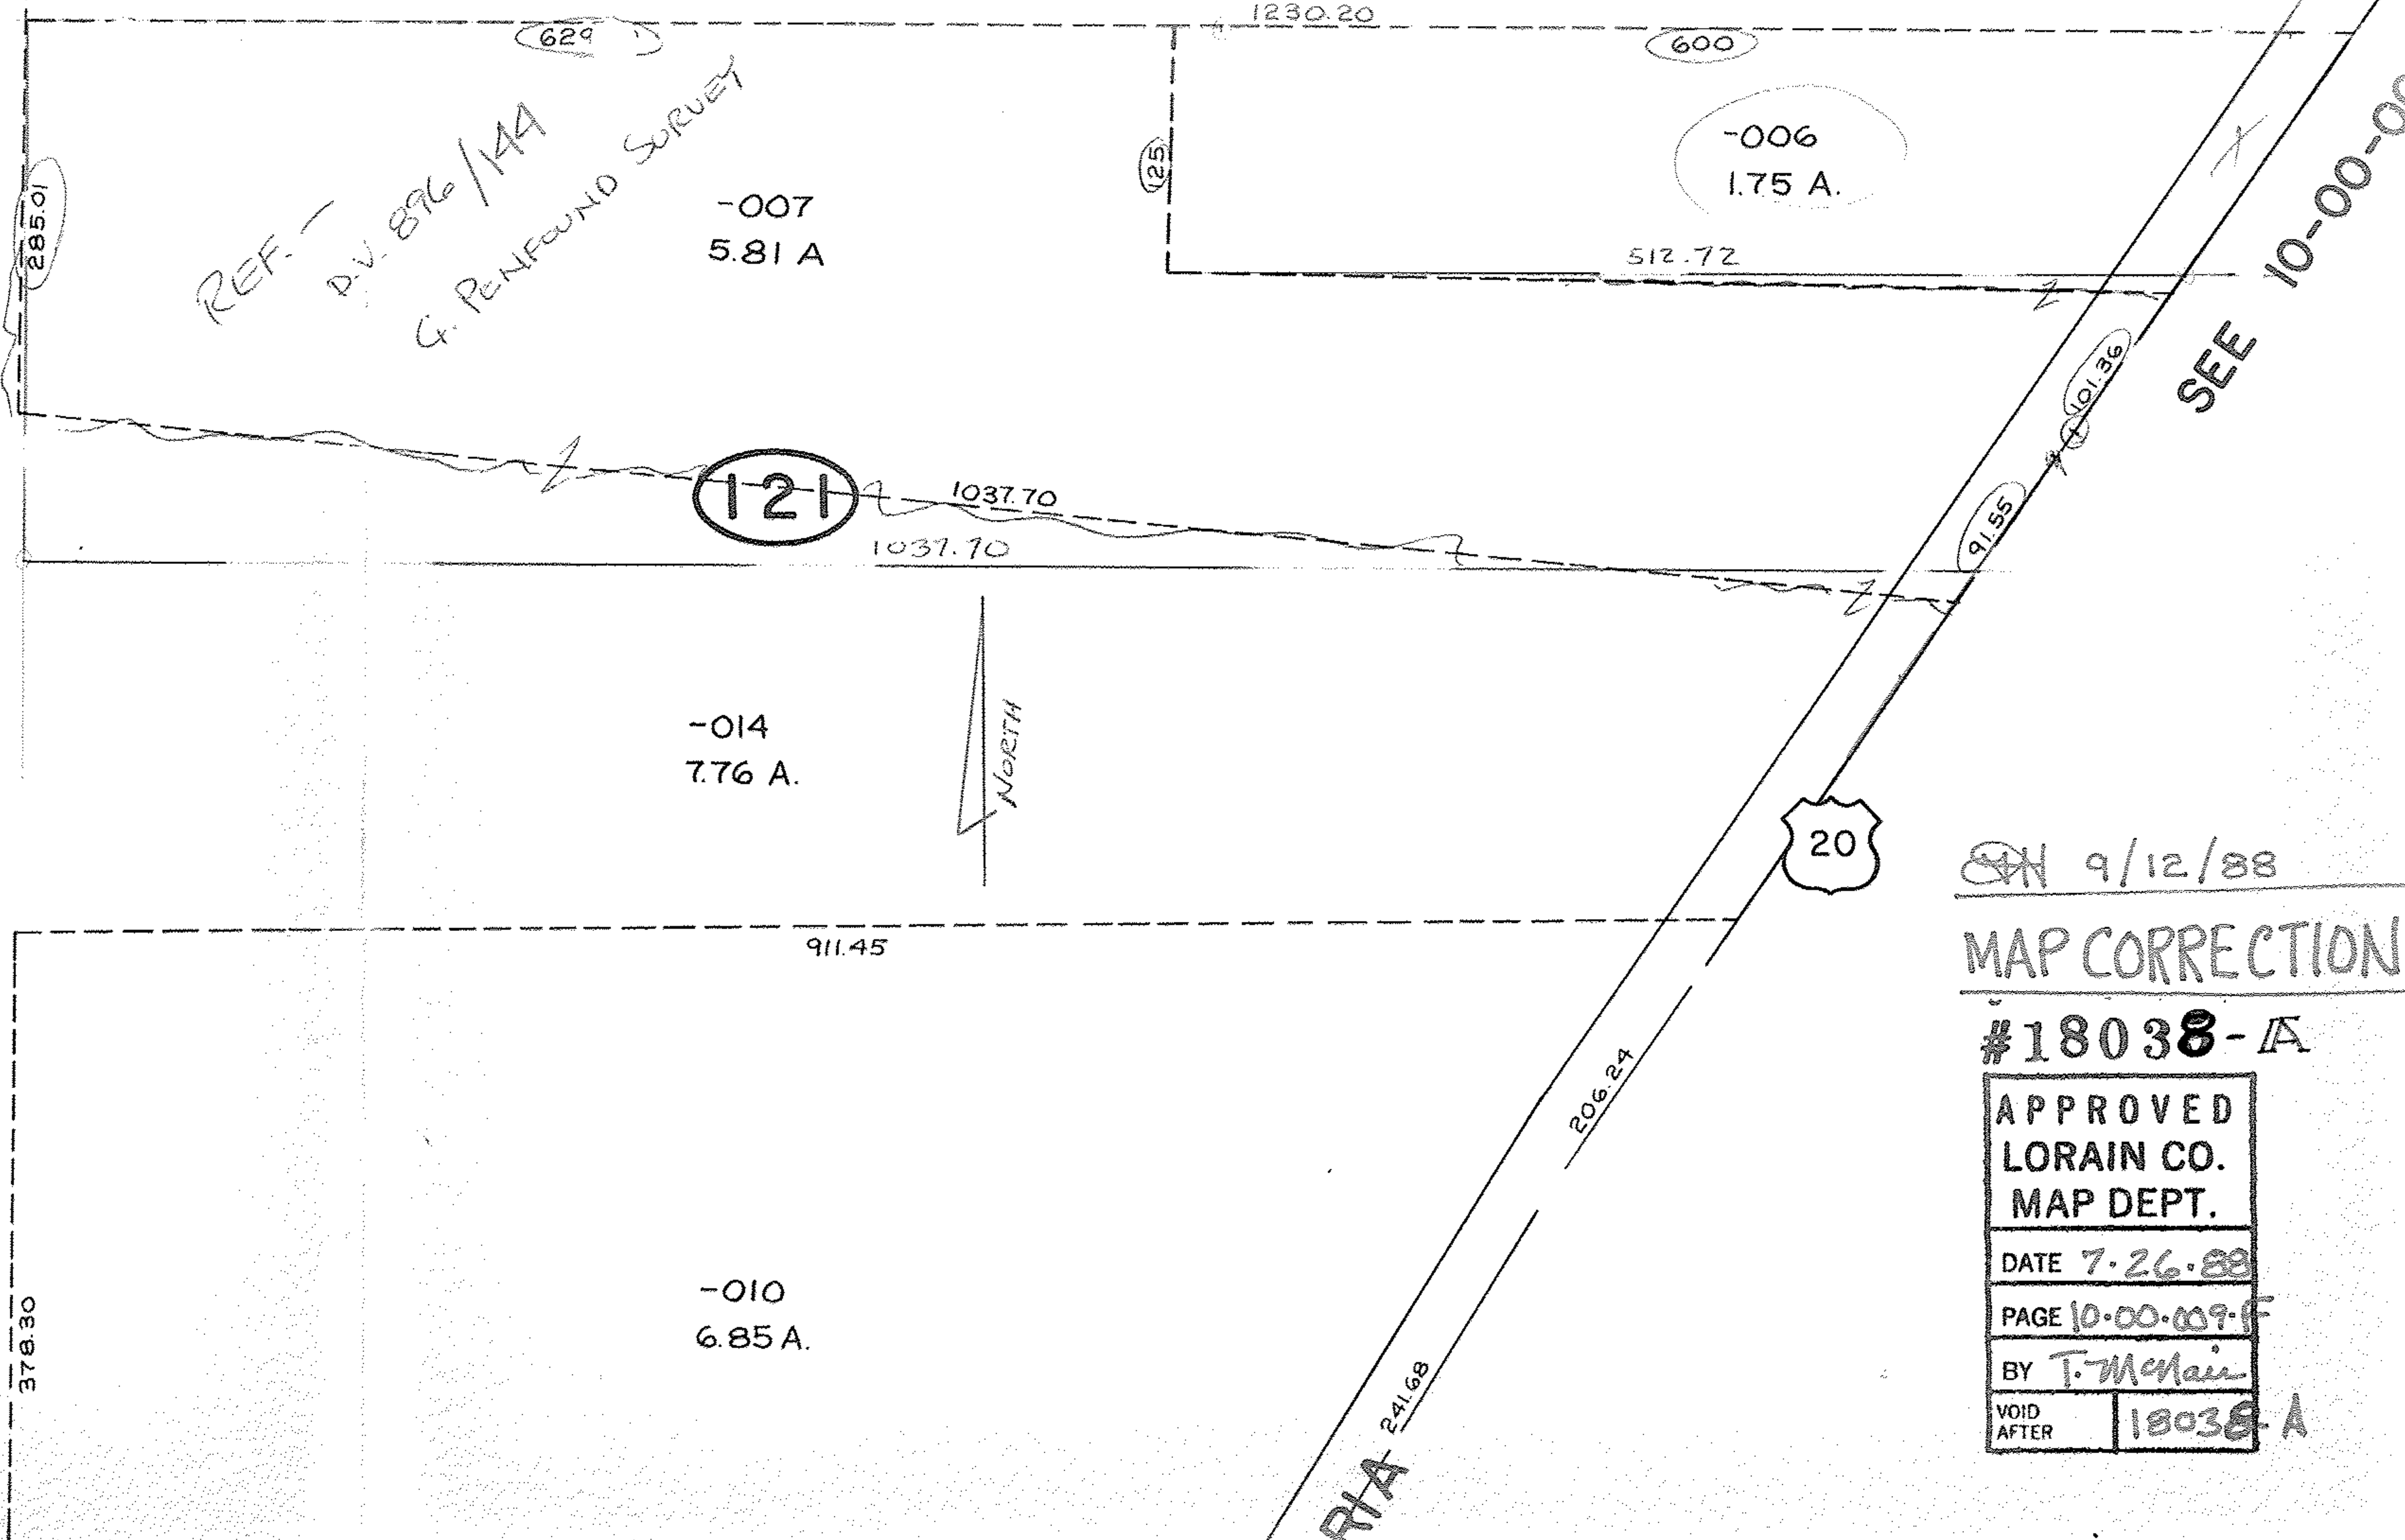 1230.20
629
600
285.01
REF. -
D.V. 896/144
G. PENFOUND SURVEY
-007
5.81 A
125
-006
1.75 A.
512.72
X
SEE 10-00-00
101.36
91.55
121
1037.70
1037.70
-014
7.76 A.
NORTH
20
911.45
9/12/88
MAP CORRECTION
#18038-A
APPROVED
LORAIN CO.
MAP DEPT.
DATE 7.26.88
PAGE 10.00.009.F
BY T. McNair
VOID
AFTER
18038-A
206.24
-010
6.85 A.
378.30
RIA
241.68